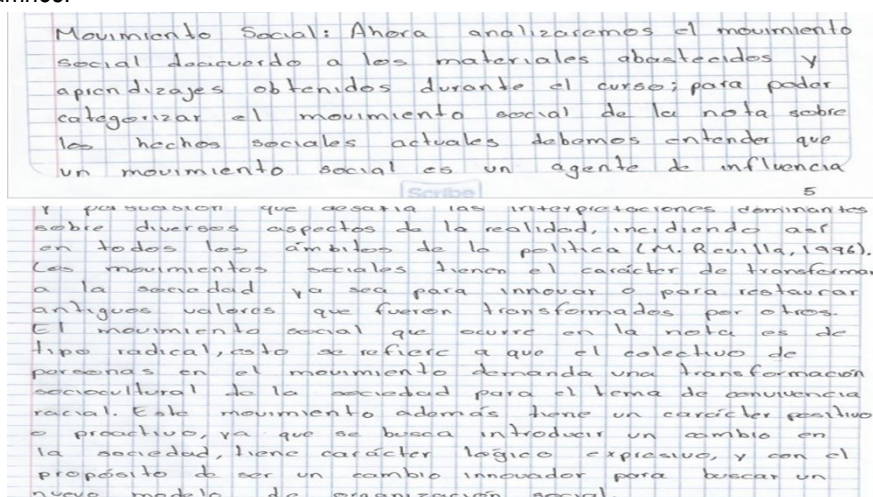 Movimiento Social: Ahora analizaremos el movimiento
social deacuerdo a los materiales abastecidos y
aprendizajes obtenidos durante el curso; para poder
categorizar el movimiento social de la nota sobre
los hechos sociales actuales debemos entender que
un movimiento social es un agente de influencia
Scribe 5
y persuasión que desafía las interpretaciones dominantes
sobre diversos aspectos de la realidad, incidiendo así
en todos los ámbitos de la política (M. Revilla, 1996).
Los movimientos sociales tienen el carácter de transformar
a la sociedad ya sea para innovar o para restaurar
antiguos valores que fueron transformados por otros.
El movimiento social que ocurre en la nota es de
tipo radical, esto se refiere a que el colectivo de
personas en el movimiento demanda una transformación
sociocultural de la sociedad para el tema de convivencia
racial. Este movimiento además tiene un carácter positivo
o proactivo, ya que se busca introducir un cambio en
la sociedad, tiene carácter lógico expresivo, y con el
propósito de ser un cambio innovador para buscar un
nuevo modelo de organización social.